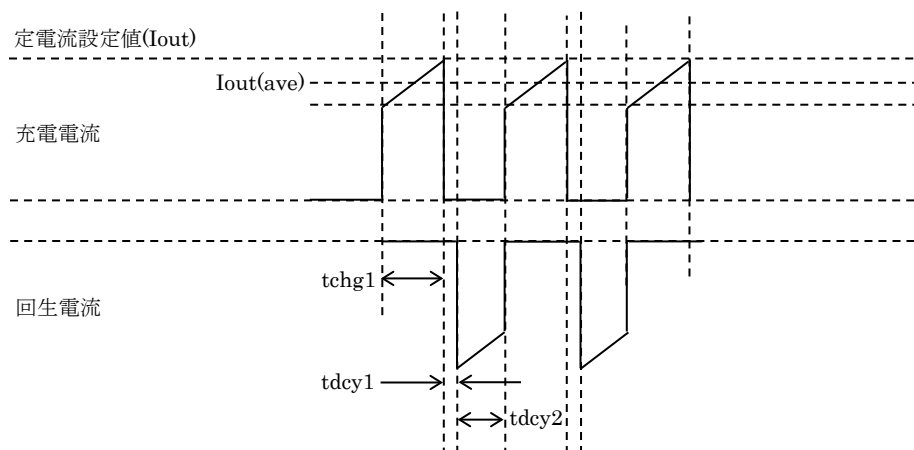 定電流設定値(Iout)
Iout(ave)
充電電流
tchg1
回生電流
tdcy1
tdcy2